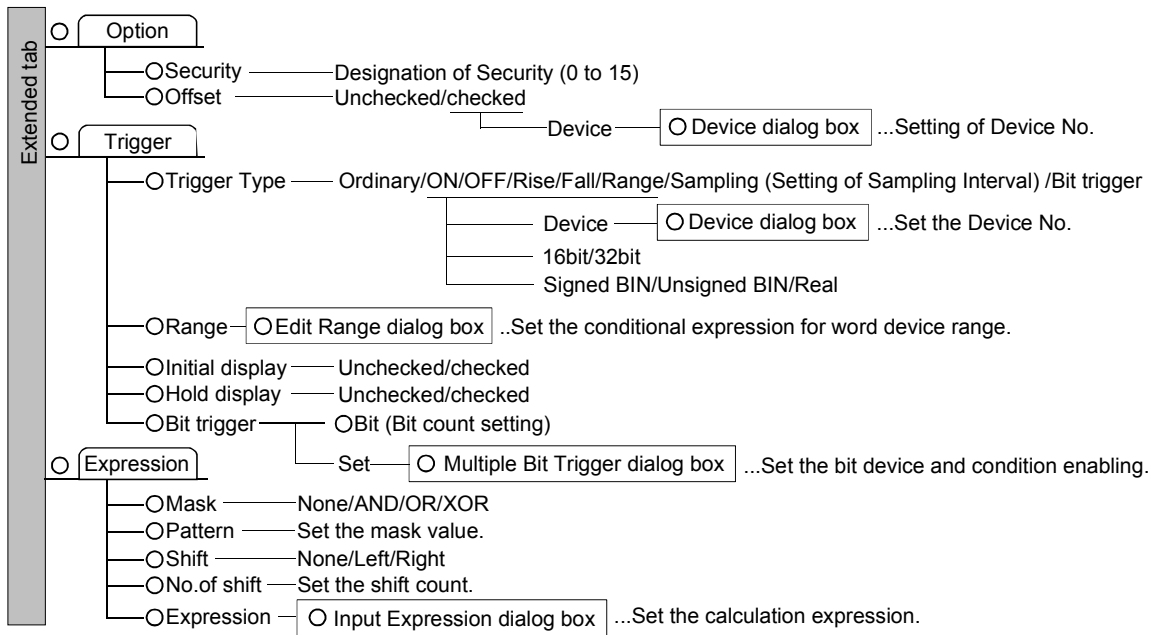 Extended tab
Option
Security Designation of Security (0 to 15)
Offset Unchecked/checked
Device Device dialog box ...Setting of Device No.
Trigger
Trigger Type Ordinary/ON/OFF/Rise/Fall/Range/Sampling (Setting of Sampling Interval) /Bit trigger
Device Device dialog box ...Set the Device No.
16bit/32bit
Signed BIN/Unsigned BIN/Real
Range Edit Range dialog box ..Set the conditional expression for word device range.
Initial display Unchecked/checked
Hold display Unchecked/checked
Bit trigger Bit (Bit count setting)
Set Multiple Bit Trigger dialog box ...Set the bit device and condition enabling.
Expression
Mask None/AND/OR/XOR
Pattern Set the mask value.
Shift None/Left/Right
No.of shift Set the shift count.
Expression Input Expression dialog box ...Set the calculation expression.